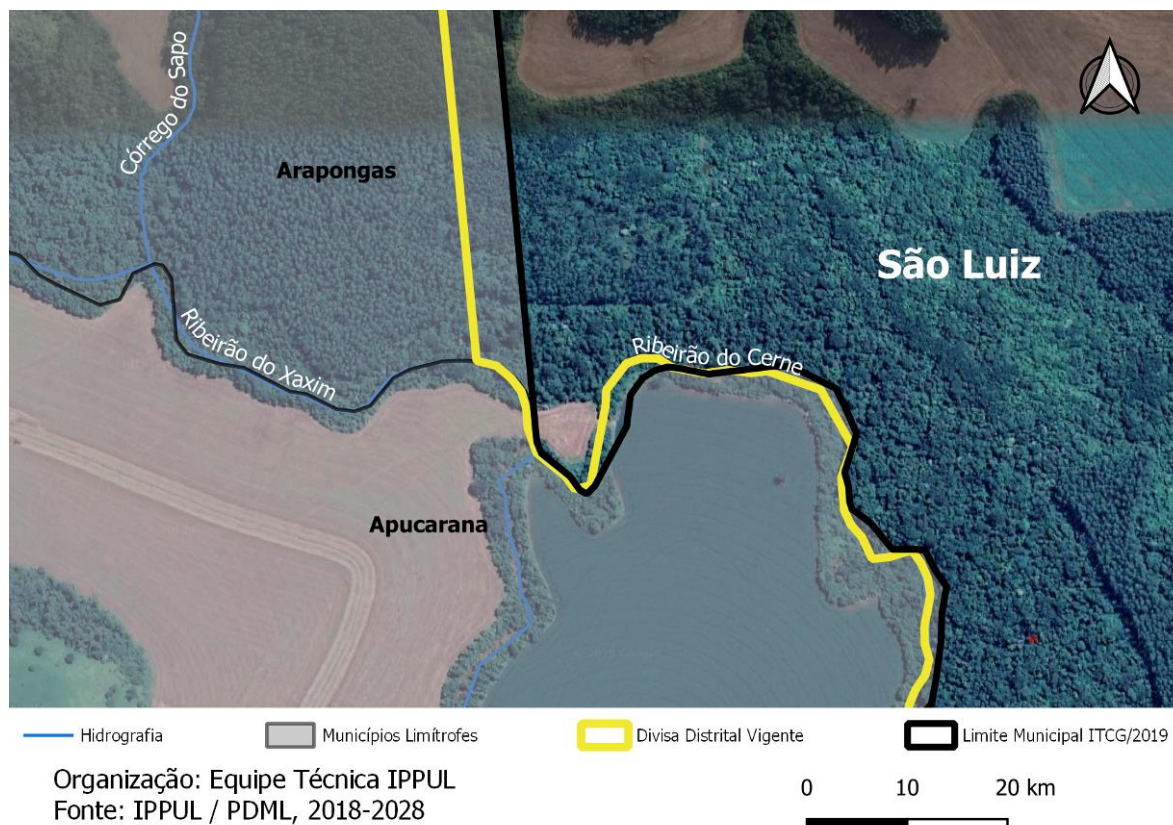 Córrego do Sapo
Arapongas
São Luiz
Ribeirão do Xaxim
Ribeirão do Cerne
Apucarana
Hidrografia
Municípios Limítrofes
Divisa Distrital Vigente
Limite Municipal ITCG/2019
Organização: Equipe Técnica IPPUL
Fonte: IPPUL / PDML, 2018-2028
0 10 20 km